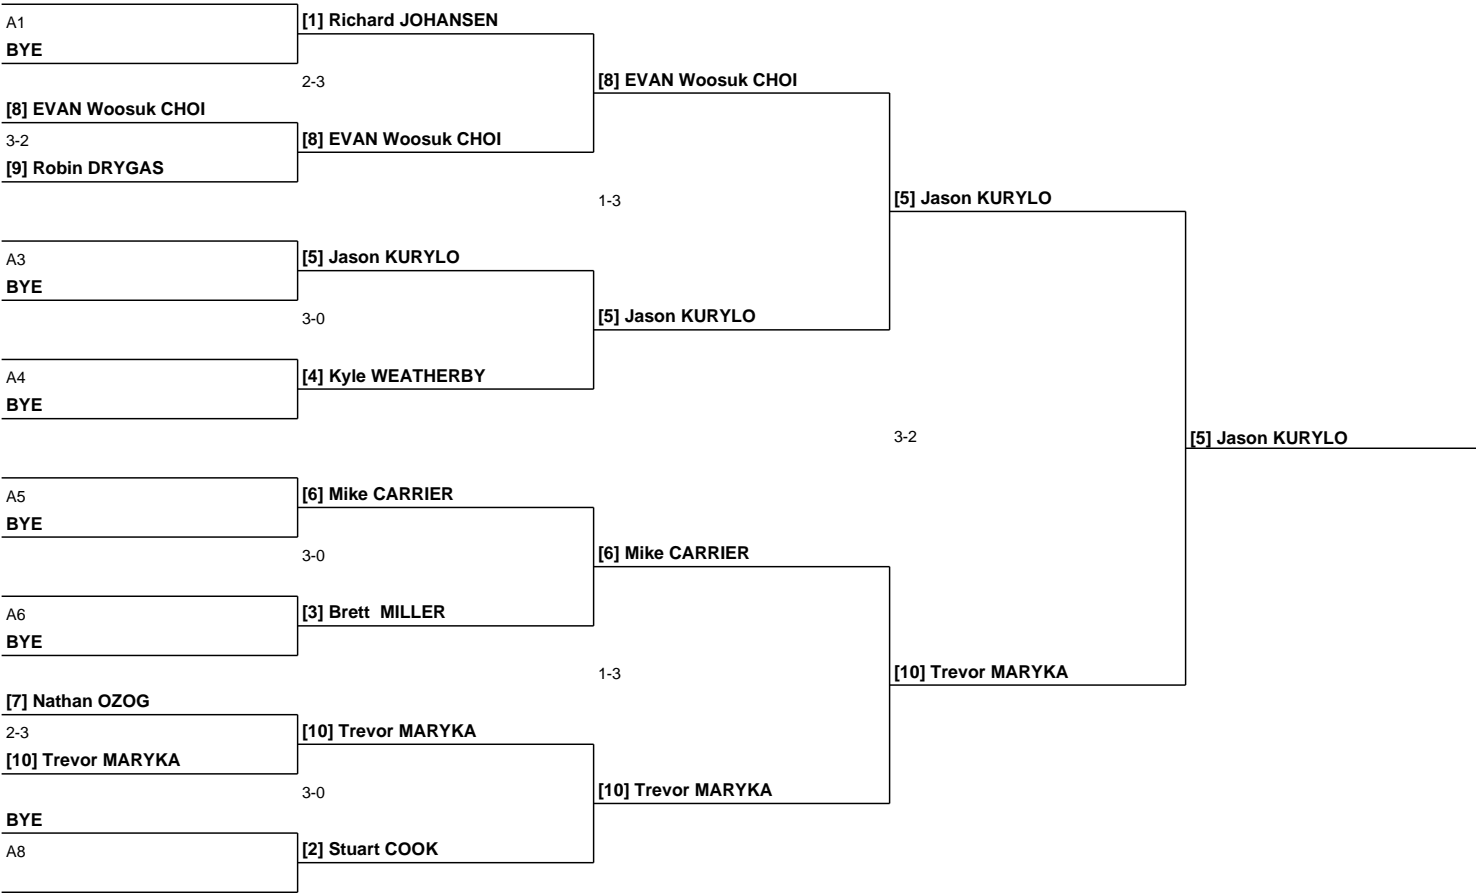 A1
BYE
[1] Richard JOHANSEN
2-3
[8] EVAN Woosuk CHOI
[8] EVAN Woosuk CHOI
3-2
[9] Robin DRYGAS
[8] EVAN Woosuk CHOI
1-3
[5] Jason KURYLO
A3
BYE
[5] Jason KURYLO
3-0
[5] Jason KURYLO
A4
BYE
[4] Kyle WEATHERBY
3-2
[5] Jason KURYLO
A5
BYE
[6] Mike CARRIER
3-0
[6] Mike CARRIER
A6
BYE
[3] Brett  MILLER
1-3
[10] Trevor MARYKA
[7] Nathan OZOG
2-3
[10] Trevor MARYKA
[10] Trevor MARYKA
3-0
[10] Trevor MARYKA
BYE
A8
[2] Stuart COOK